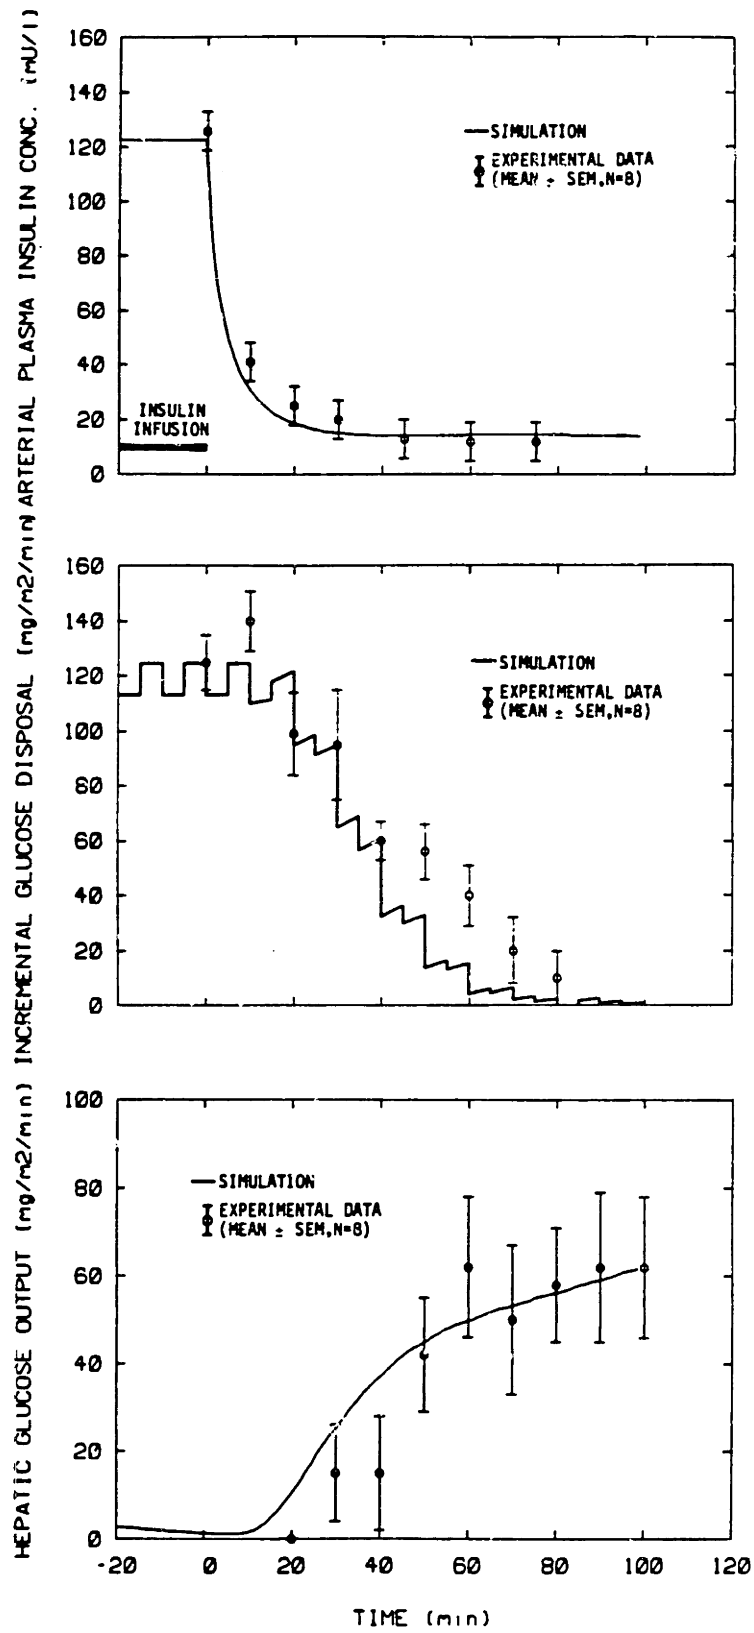 ARTERIAL PLASMA INSULIN CONC. (mU/l)
160
140
120
100
80
60
40
20
0
SIMULATION
EXPERIMENTAL DATA
(MEAN ± SEM,N=8)
INSULIN
INFUSION
INCREMENTAL GLUCOSE DISPOSAL (mg/m2/min)
160
140
120
100
80
60
40
20
0
SIMULATION
EXPERIMENTAL DATA
(MEAN ± SEM,N=8)
HEPATIC GLUCOSE OUTPUT (mg/m2/min)
100
80
60
40
20
0
SIMULATION
EXPERIMENTAL DATA
(MEAN ± SEM,N=8)
-20 0 20 40 60 80 100 120
TIME (min)